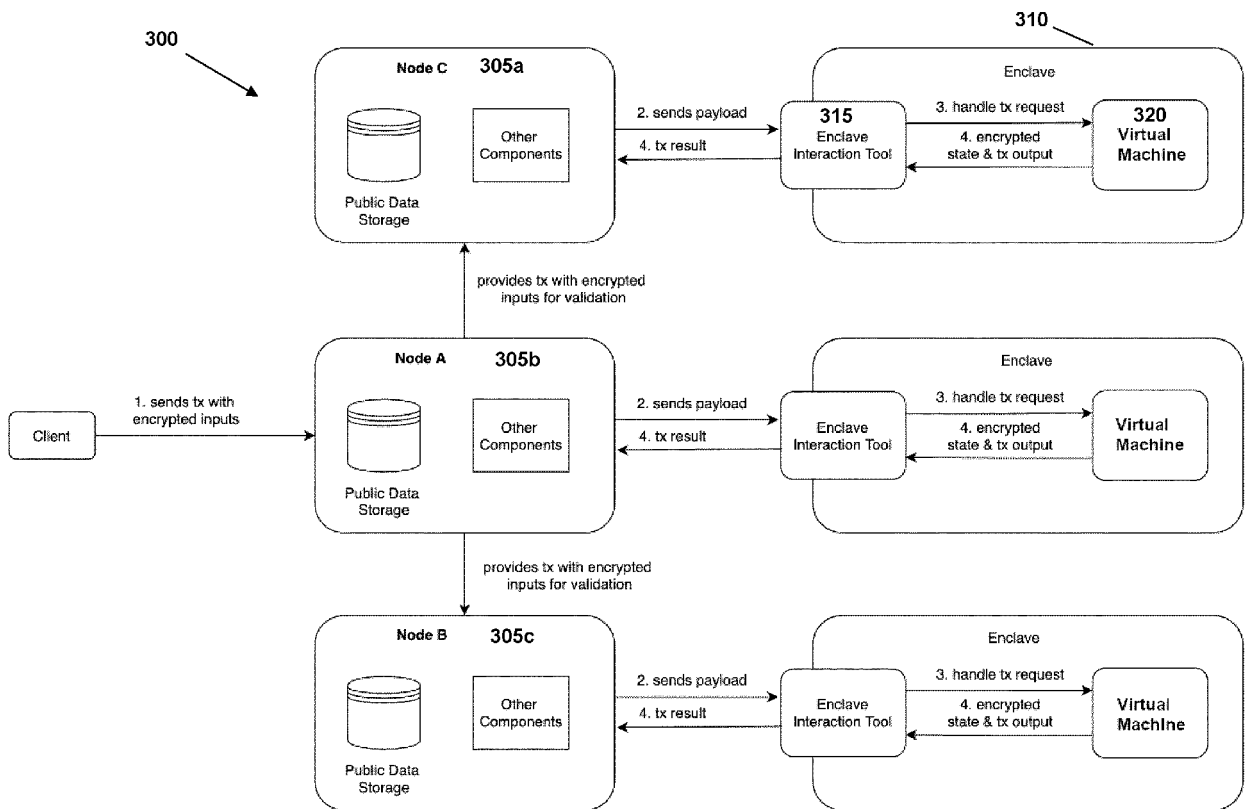 300
310
Node C 305a
Enclave
Other
Components
Public Data
Storage
2. sends payload
4. tx result
315
Enclave
Interaction Tool
3. handle tx request
4. encrypted
state & tx output
320
Virtual
Machine
provides tx with encrypted
inputs for validation
Client
1. sends tx with
encrypted inputs
Node A 305b
Enclave
Other
Components
Public Data
Storage
2. sends payload
4. tx result
Enclave
Interaction Tool
3. handle tx request
4. encrypted
state & tx output
Virtual
Machine
provides tx with encrypted
inputs for validation
Node B 305c
Enclave
Other
Components
Public Data
Storage
2. sends payload
4. tx result
Enclave
Interaction Tool
3. handle tx request
4. encrypted
state & tx output
Virtual
Machine